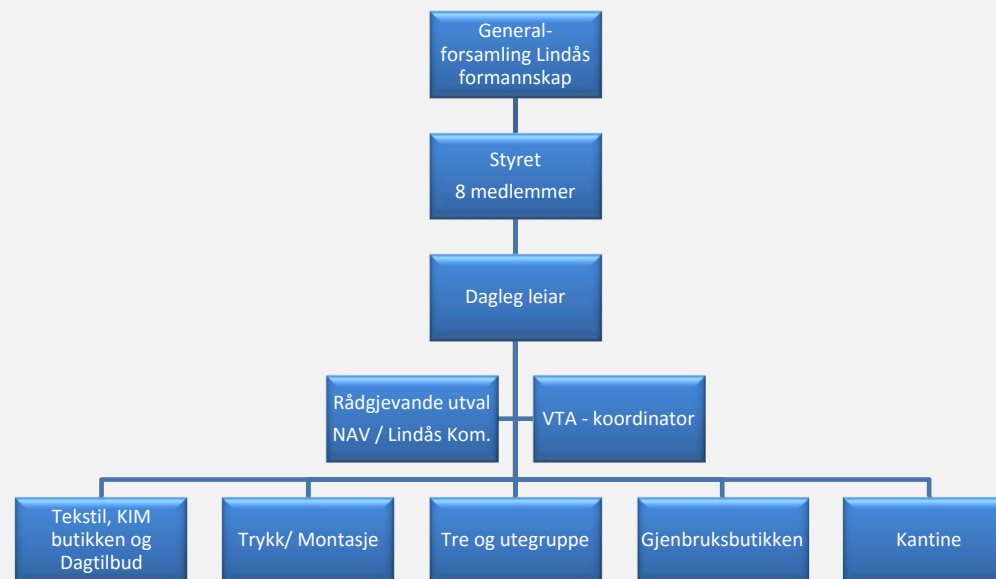 General-
forsamling Lindås
formannskap
Styret
8 medlemmer
Dagleg leiar
Rådgjevande utval
NAV / Lindås Kom.
VTA - koordinator
Tekstil, KIM
butikken og
Dagtilbud
Trykk/ Montasje
Tre og utegruppe
Gjenbruksbutikken
Kantine